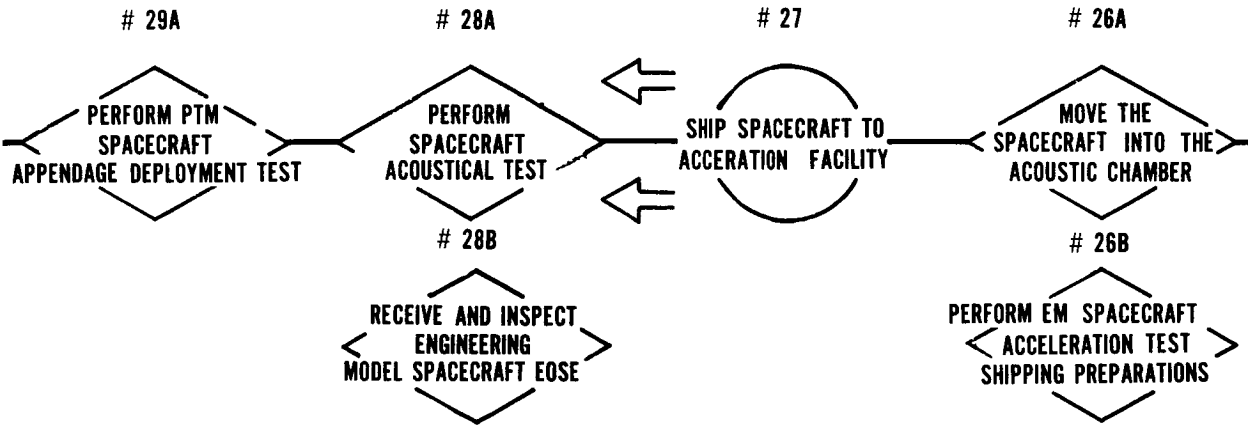 # 29A
# 28A
# 27
# 26A
PERFORM PTM
SPACECRAFT
APPENDAGE DEPLOYMENT TEST
PERFORM
SPACECRAFT
ACOUSTICAL TEST
SHIP SPACECRAFT TO
ACCERATION FACILITY
MOVE THE
SPACECRAFT INTO THE
ACOUSTIC CHAMBER
# 28B
# 26B
RECEIVE AND INSPECT
ENGINEERING
MODEL SPACECRAFT EOSE
PERFORM EM SPACECRAFT
ACCELERATION TEST
SHIPPING PREPARATIONS